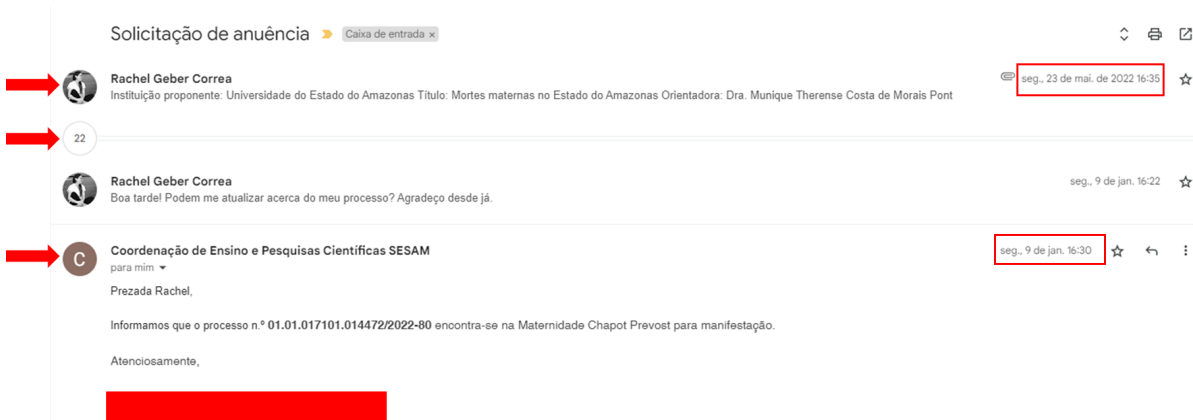 Solicitação de anuência Caixa de entrada ×
Rachel Geber Correa seg., 23 de mai. de 2022 16:35
Instituição proponente: Universidade do Estado do Amazonas Título: Mortes maternas no Estado do Amazonas Orientadora: Dra. Munique Therense Costa de Morais Pont
22
Rachel Geber Correa seg., 9 de jan. 16:22
Boa tarde! Podem me atualizar acerca do meu processo? Agradeço desde já.
C Coordenação de Ensino e Pesquisas Científicas SESAM seg., 9 de jan. 16:30
para mim
Prezada Rachel,
Informamos que o processo n.º 01.01.017101.014472/2022-80 encontra-se na Maternidade Chapot Prevost para manifestação.
Atenciosamente,